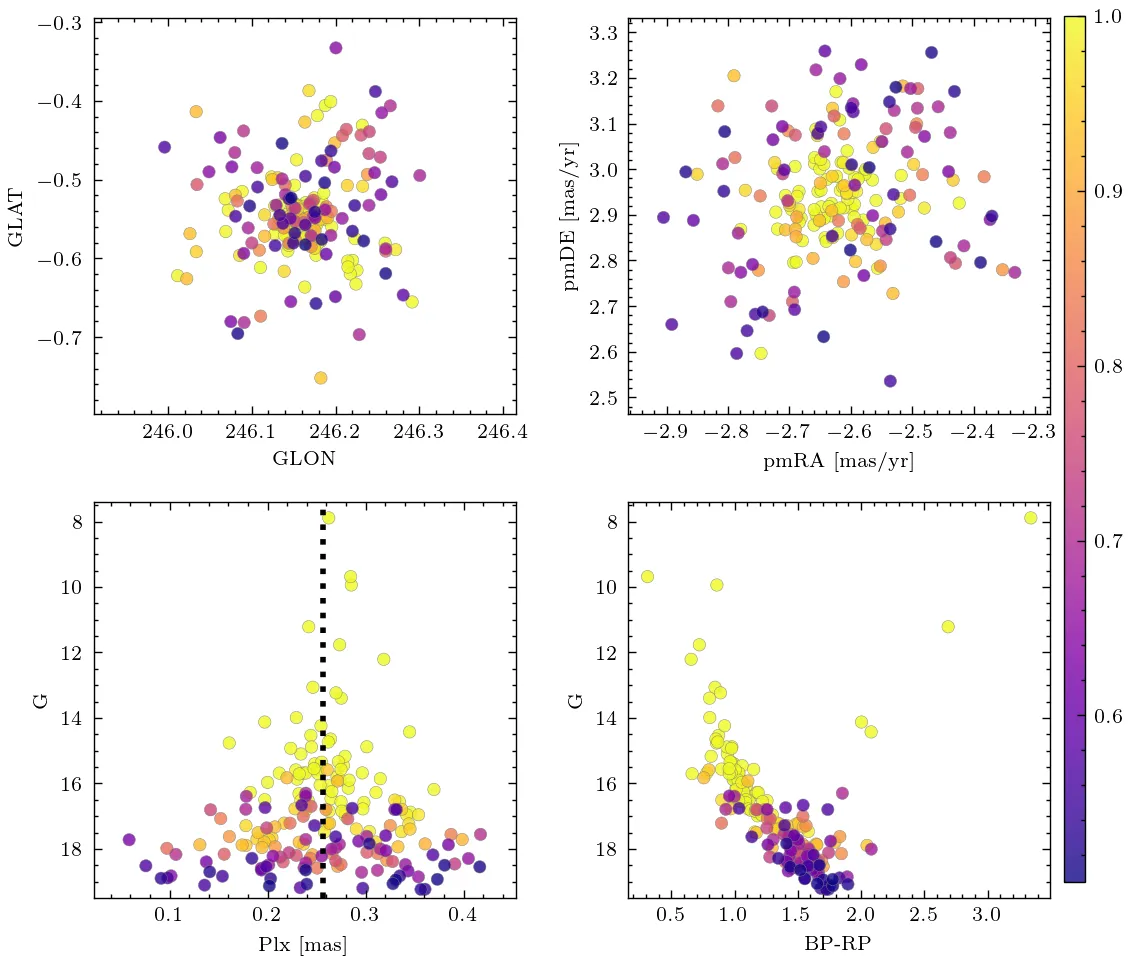 −0.3
−0.4
−0.5
−0.6
−0.7
GLAT
246.0 246.1 246.2 246.3 246.4
GLON
3.3
3.2
3.1
3.0
2.9
2.8
2.7
2.6
2.5
pmDE [mas/yr]
−2.9 −2.8 −2.7 −2.6 −2.5 −2.4 −2.3
pmRA [mas/yr]
1.0
0.9
0.8
0.7
0.6
8
10
12
14
16
18
G
0.1 0.2 0.3 0.4
Plx [mas]
8
10
12
14
16
18
G
0.5 1.0 1.5 2.0 2.5 3.0
BP-RP